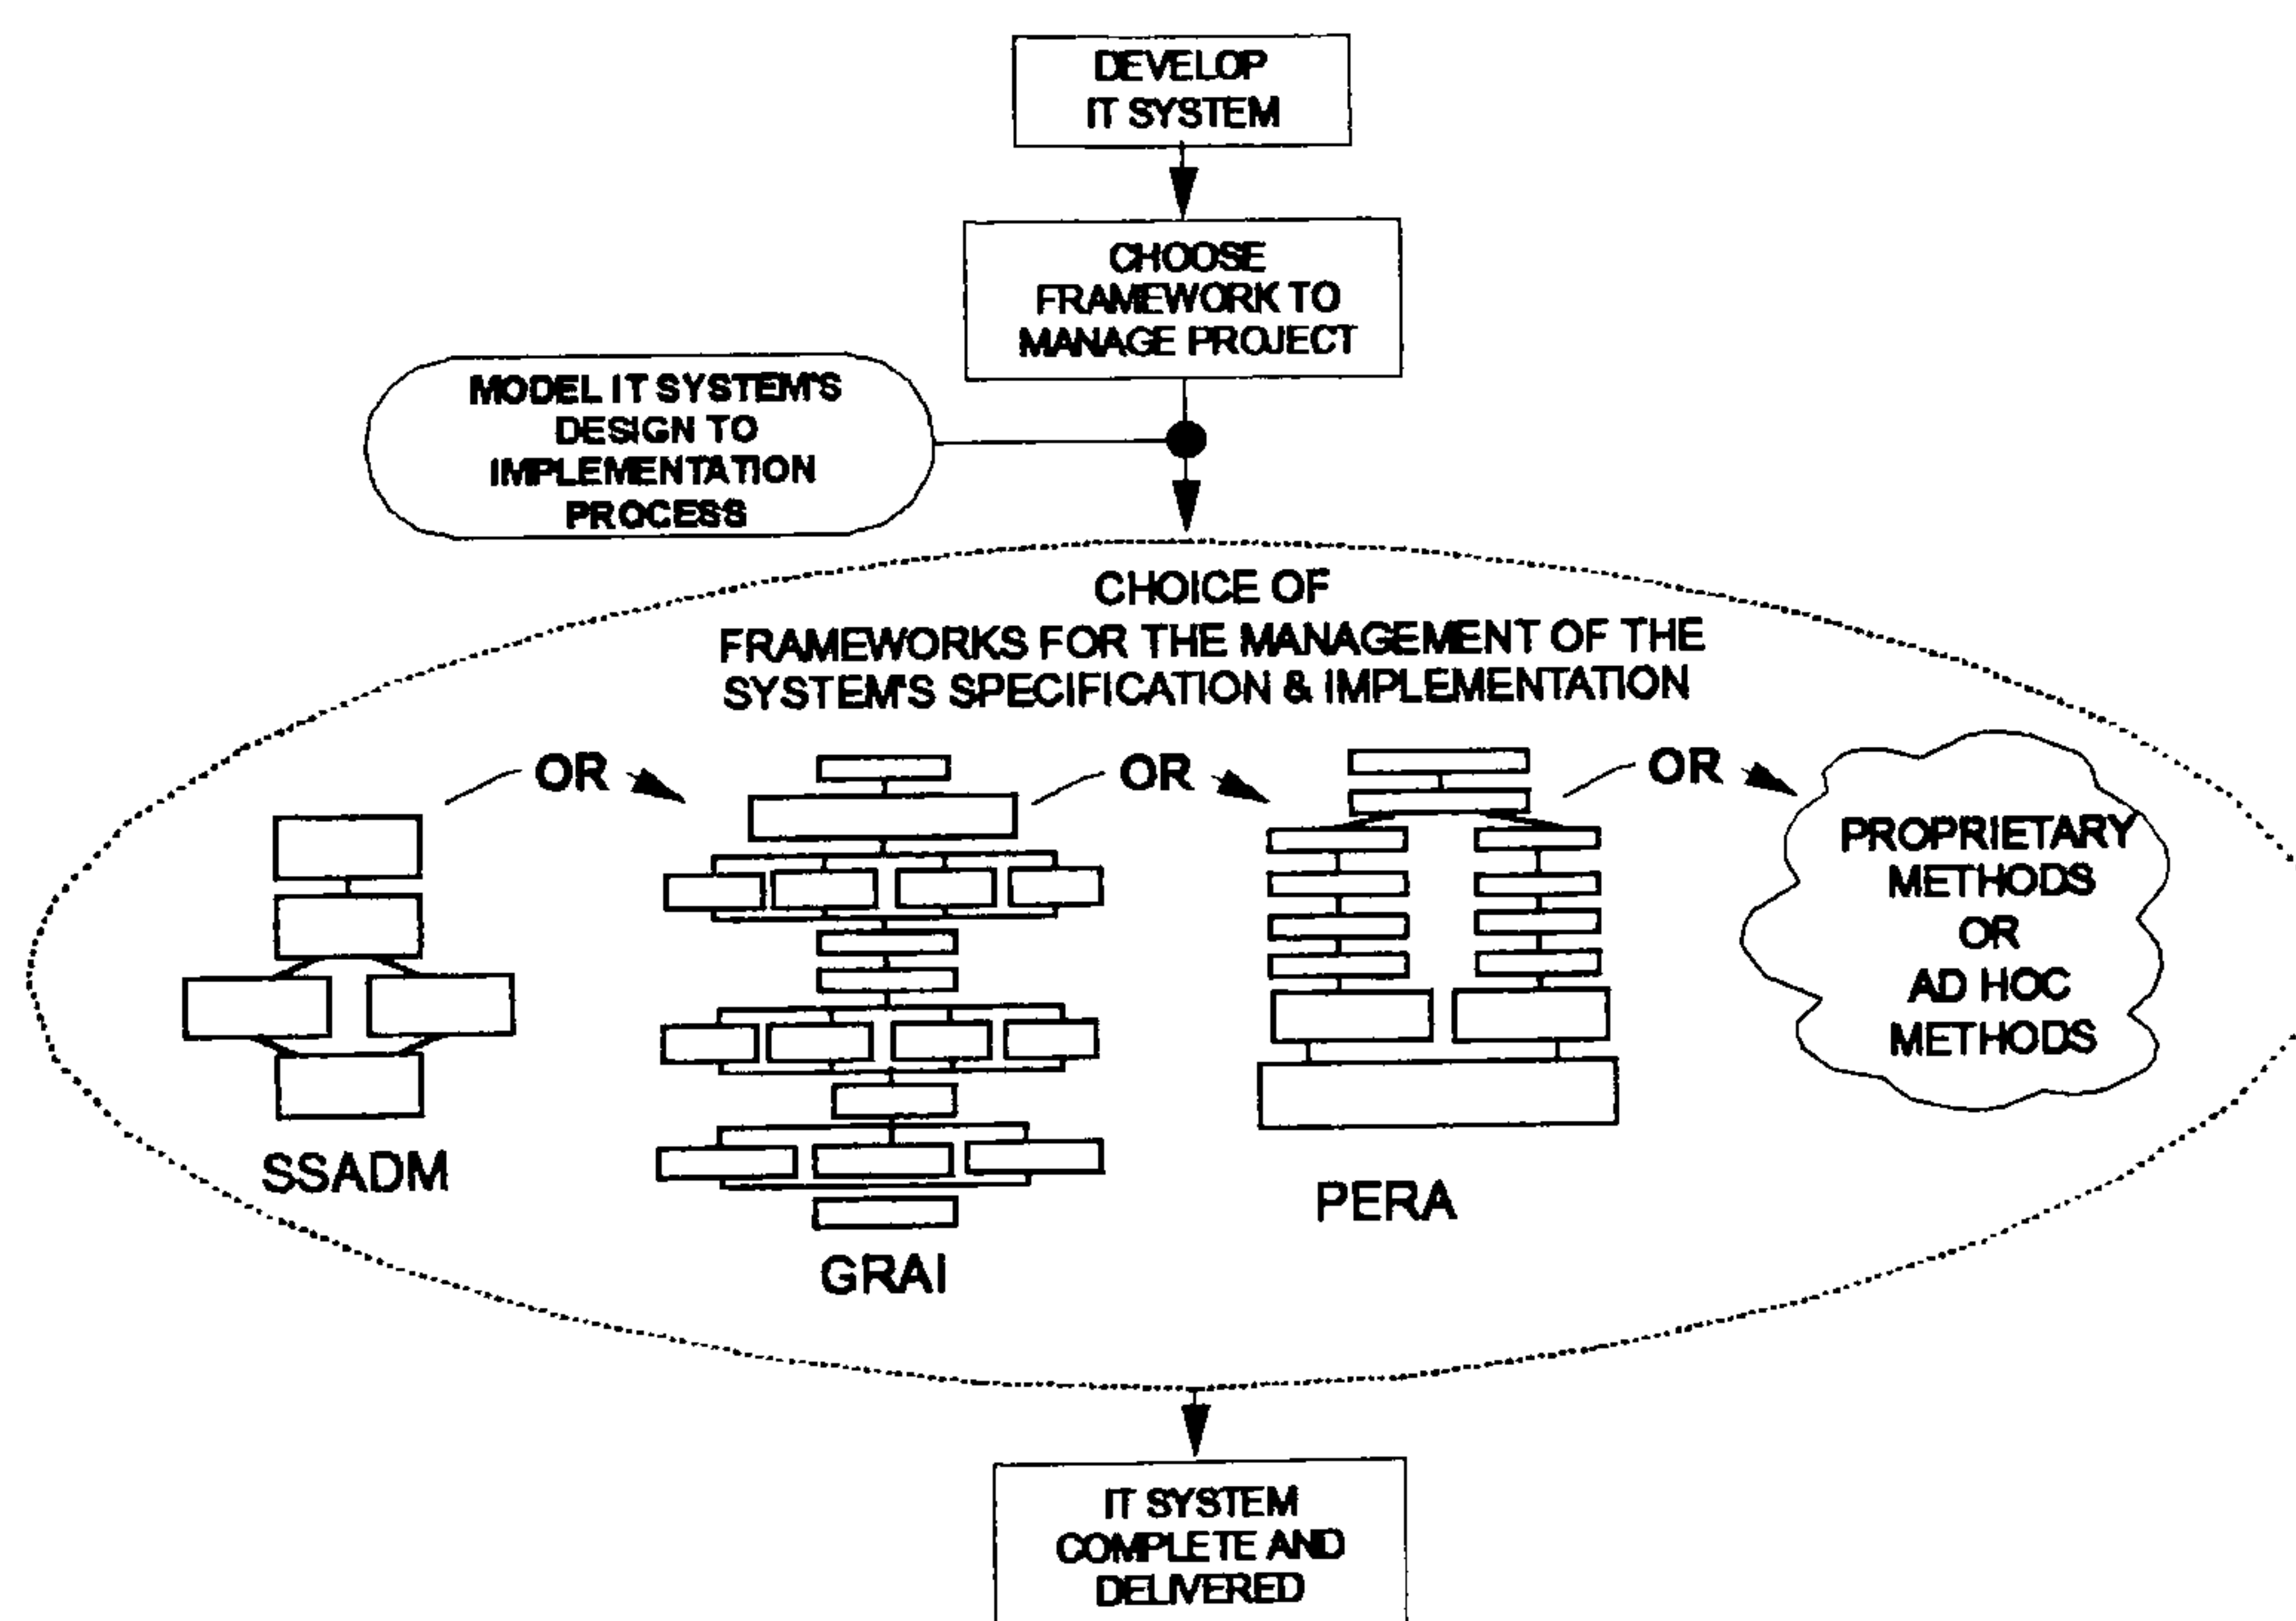 DEVELOP
IT SYSTEM
CHOOSE
FRAMEWORK TO
MANAGE PROJECT
MODEL IT SYSTEM'S
DESIGN TO
IMPLEMENTATION
PROCESS
CHOICE OF
FRAMEWORKS FOR THE MANAGEMENT OF THE
SYSTEM'S SPECIFICATION & IMPLEMENTATION
OR
OR
OR
PROPRIETARY
METHODS
OR
AD HOC
METHODS
SSADM
GRAI
PERA
IT SYSTEM
COMPLETE AND
DELIVERED